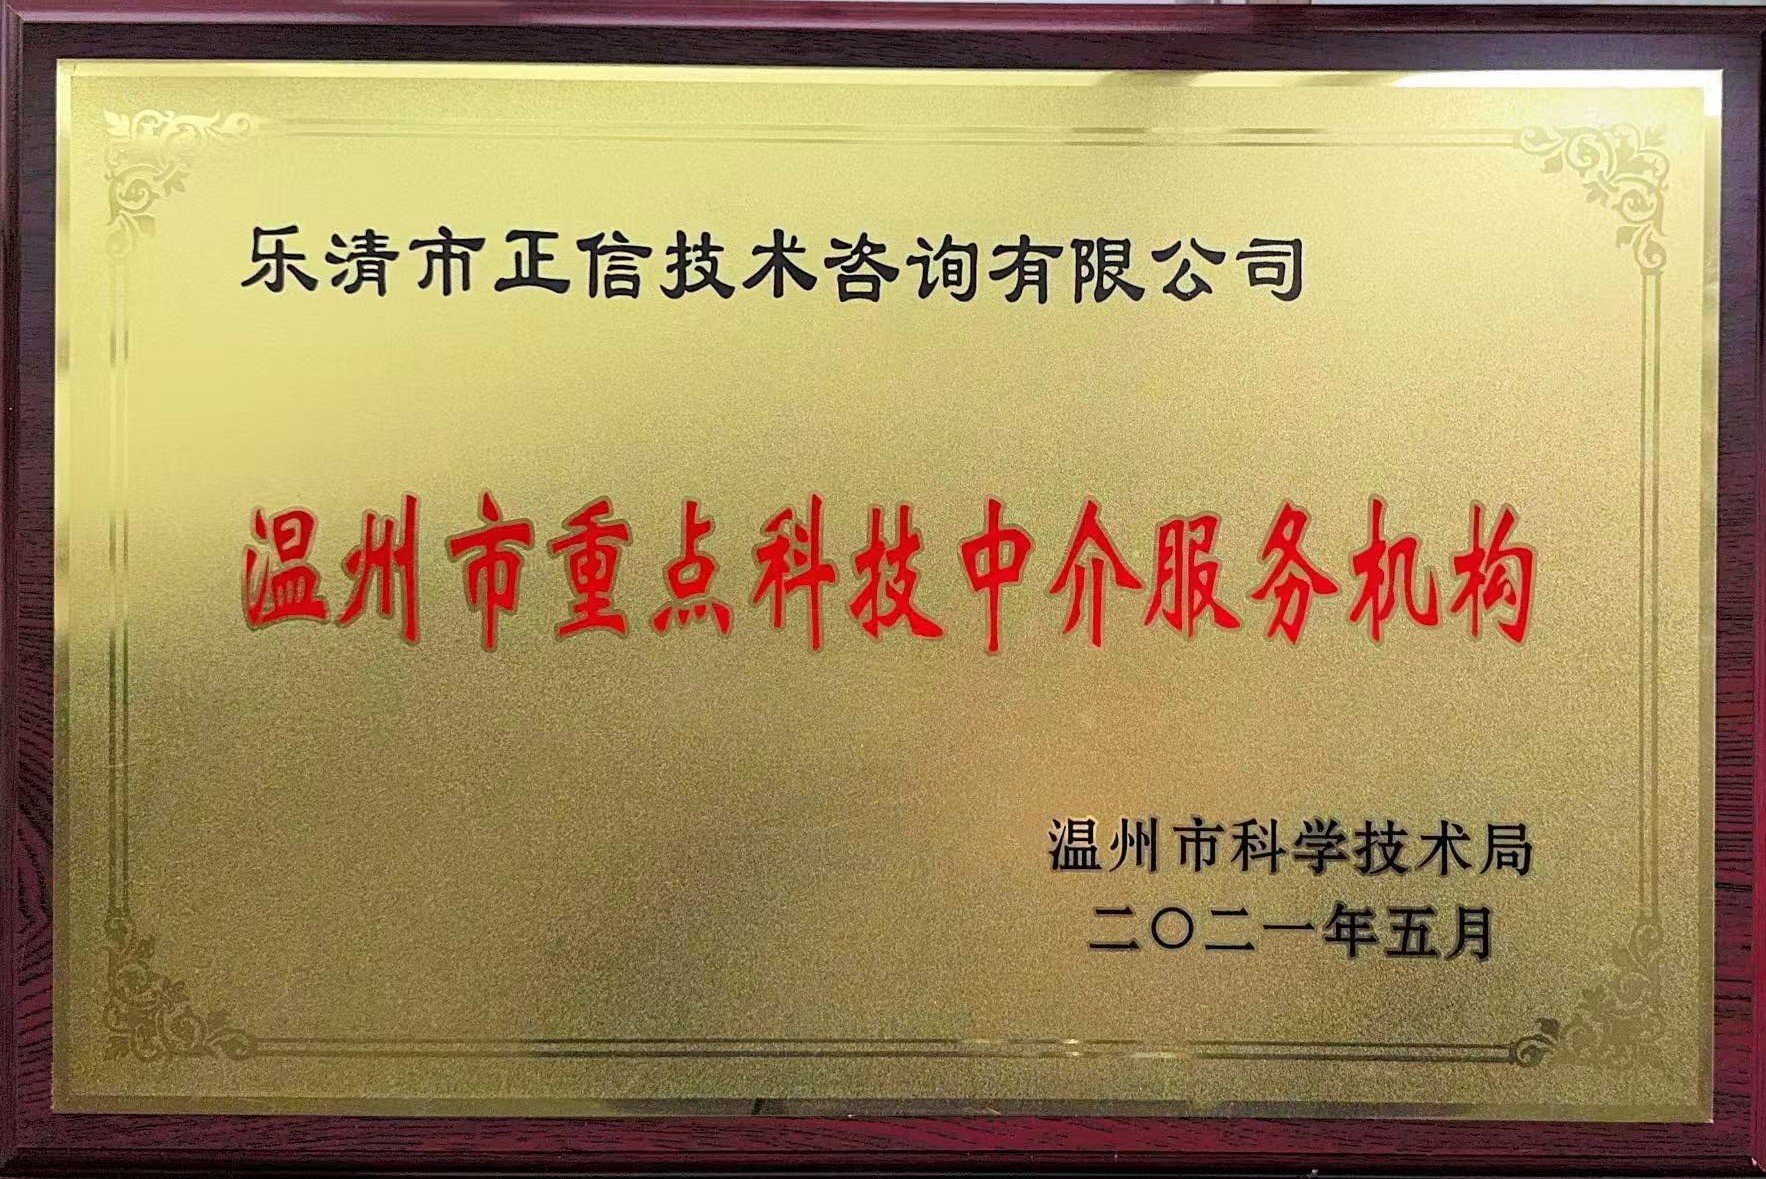 乐清市正信技术咨询有限公司
温州市重点科技中介服务机构
温州市科学技术局
二〇二一年五月